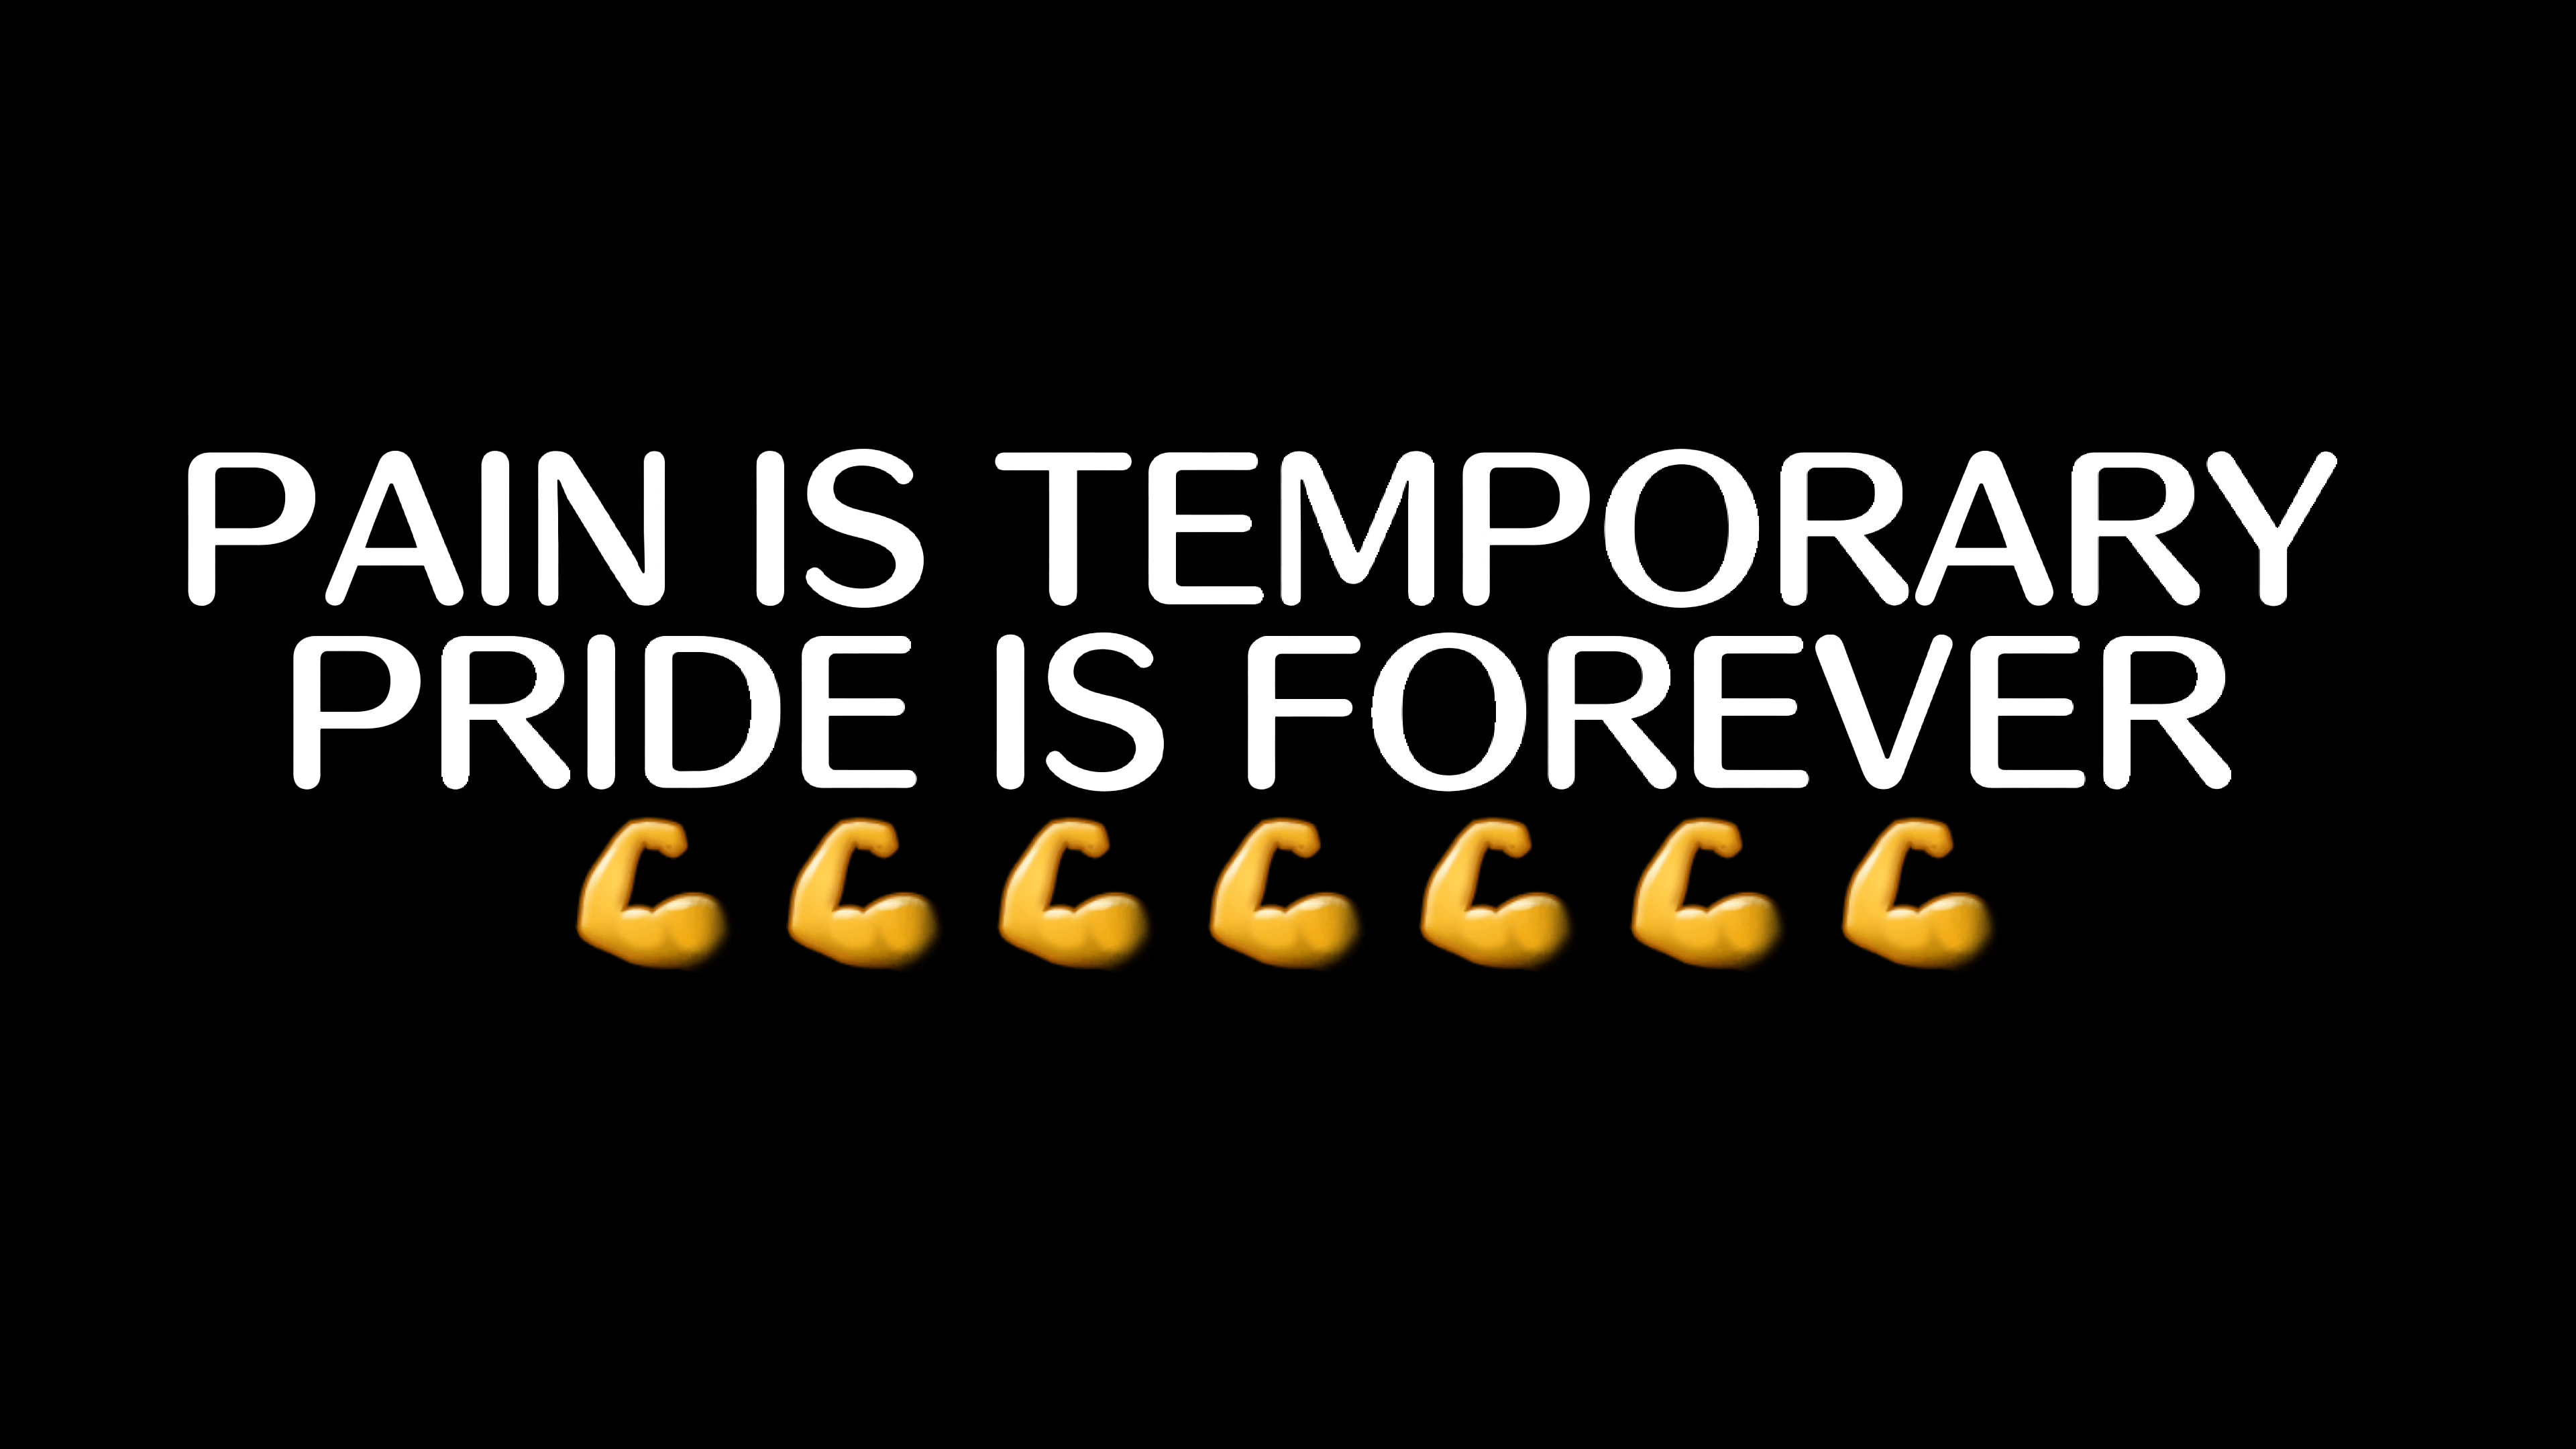 PAIN IS TEMPORARY
PRIDE IS FOREVER
💪💪💪💪💪💪💪